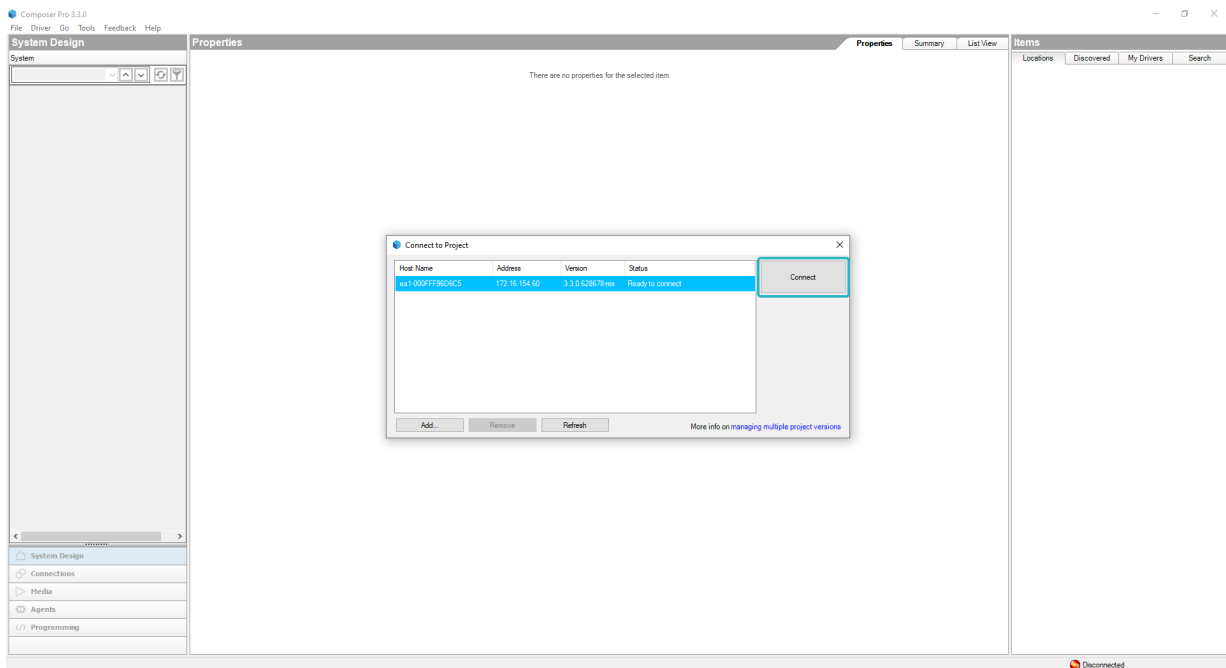 Composer Pro 3.3.0
File Driver Go Tools Feedback Help
System Design
Properties
Properties
Summary
List View
Items
System
Locations
Discovered
My Drivers
Search
There are no properties for the selected item.
Connect to Project
Host Name Address Version Status
ea1-000FFF96D6C5 172.16.154.60 3.3.0.628678-res Ready to connect
Connect
Add...
Remove
Refresh
More info on managing multiple project versions
System Design
Connections
Media
Agents
Programming
Disconnected